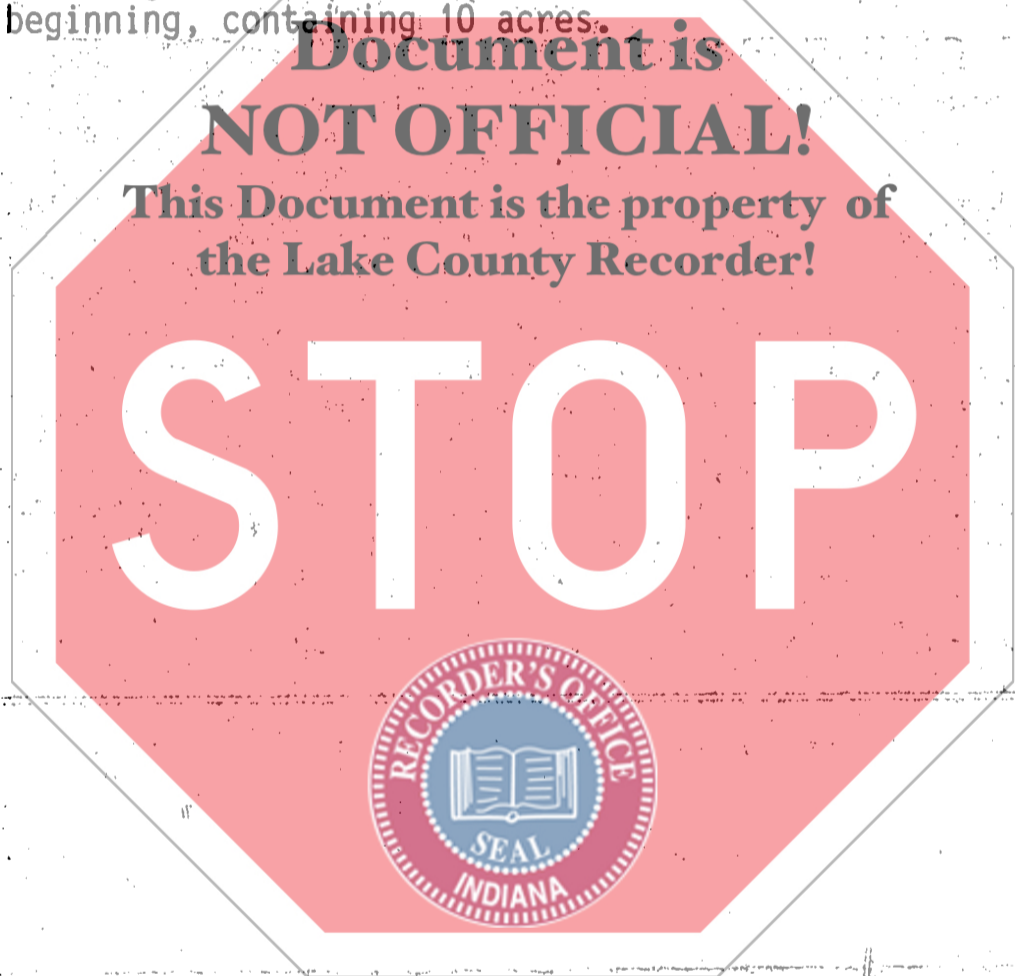 beginning, containing 10 acres.
Document is
NOT OFFICIAL!
This Document is the property of
the Lake County Recorder!
STOP
RECORDER'S OFFICE
SEAL
INDIANA